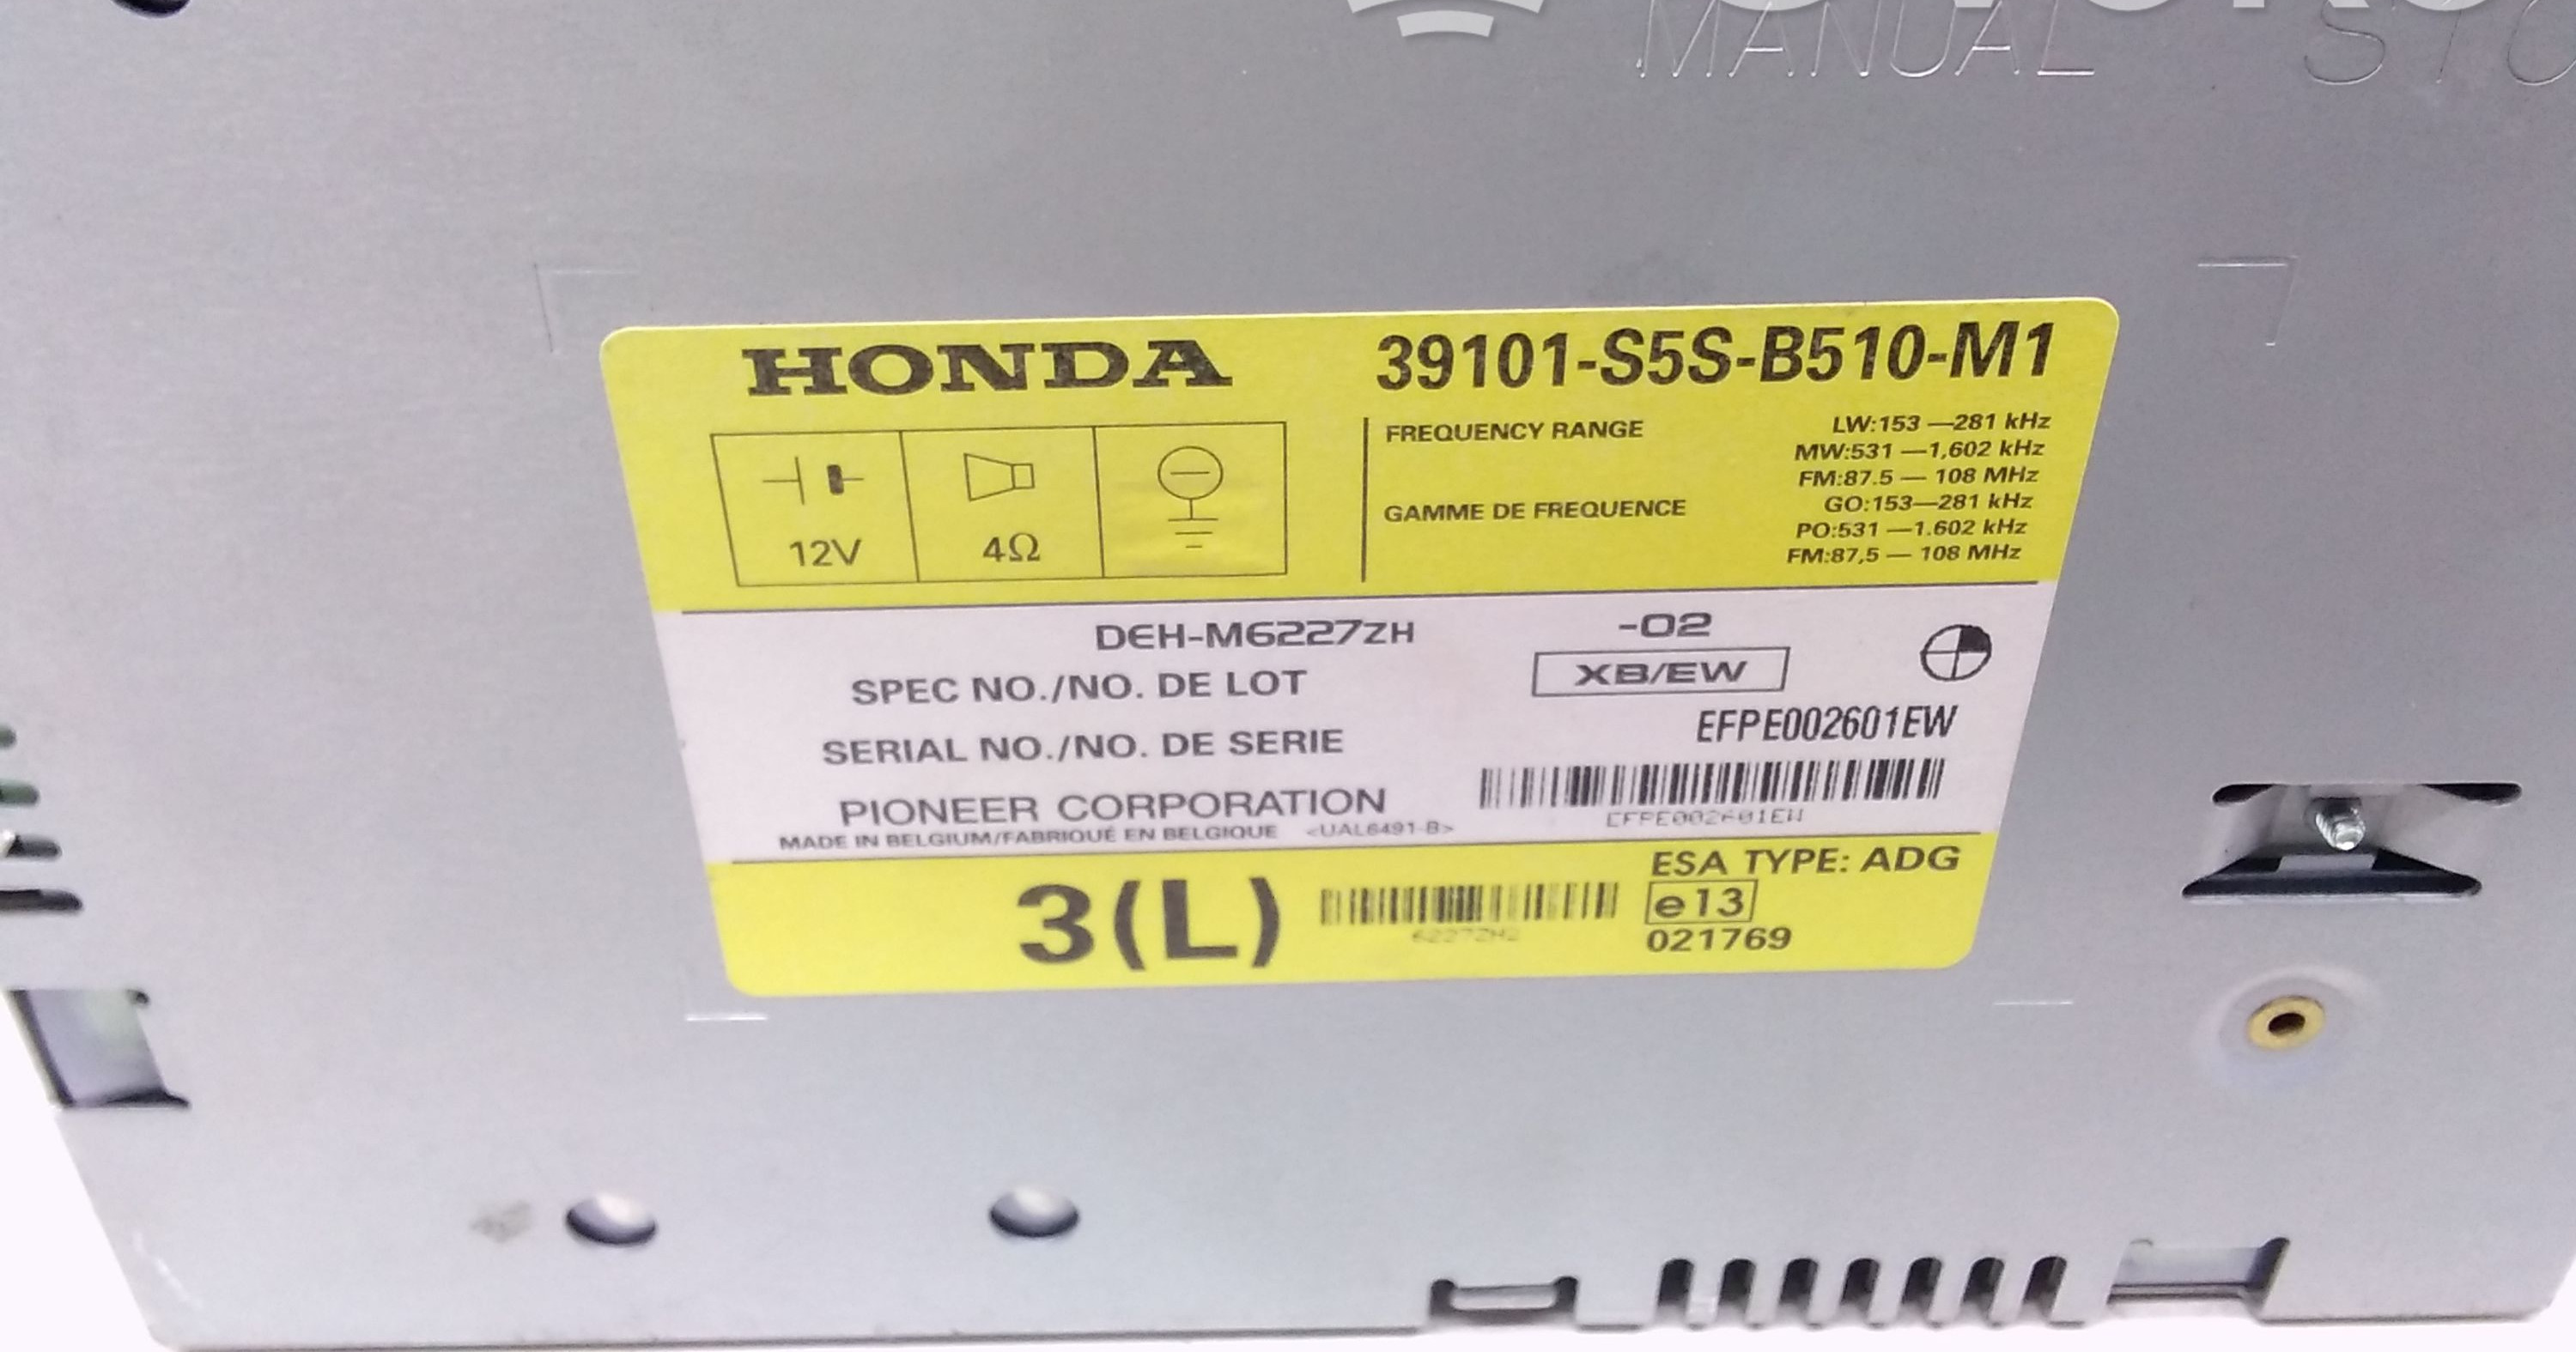 MANUAL
HONDA 39101-S5S-B510-M1
FREQUENCY RANGE LW:153 —281 kHz
MW:531 —1,602 kHz
FM:87.5 — 108 MHz
GAMME DE FREQUENCE GO:153—281 kHz
PO:531 —1.602 kHz
FM:87,5 — 108 MHz
12V 4Ω
DEH-M6227ZH -02
SPEC NO./NO. DE LOT XB/EW
SERIAL NO./NO. DE SERIE EFPE002601EW
PIONEER CORPORATION
EFPE002601EW
MADE IN BELGIUM/FABRIQUÉ EN BELGIQUE <UAL6491-B>
3(L) ESA TYPE: ADG
e13
6227ZH2
021769